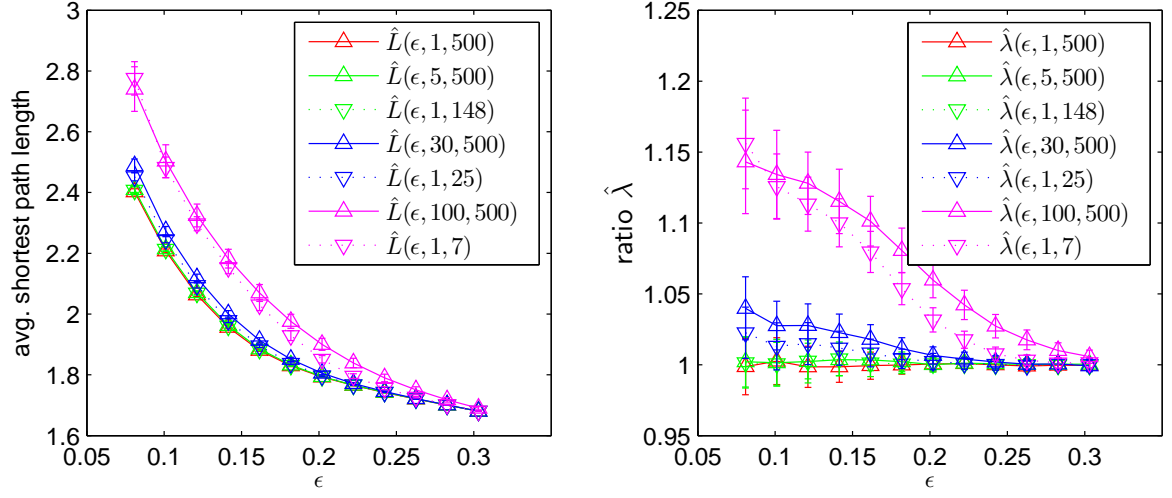 3
2.8
2.6
2.4
2.2
2
1.8
1.6
0.05 0.1 0.15 0.2 0.25 0.3
ϵ
avg. shortest path length
L̂(ϵ, 1, 500)
L̂(ϵ, 5, 500)
L̂(ϵ, 1, 148)
L̂(ϵ, 30, 500)
L̂(ϵ, 1, 25)
L̂(ϵ, 100, 500)
L̂(ϵ, 1, 7)
1.25
1.2
1.15
1.1
1.05
1
0.95
0.05 0.1 0.15 0.2 0.25 0.3
ϵ
ratio λ̂
λ̂(ϵ, 1, 500)
λ̂(ϵ, 5, 500)
λ̂(ϵ, 1, 148)
λ̂(ϵ, 30, 500)
λ̂(ϵ, 1, 25)
λ̂(ϵ, 100, 500)
λ̂(ϵ, 1, 7)